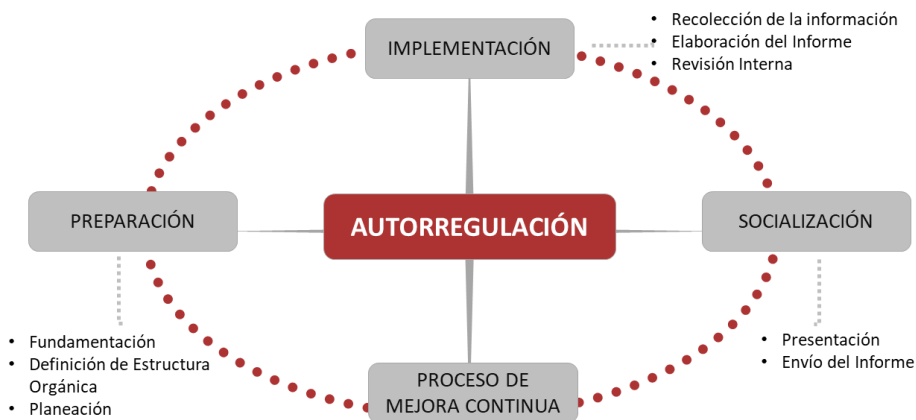 IMPLEMENTACIÓN
• Recolección de la información
• Elaboración del Informe
• Revisión Interna
PREPARACIÓN
AUTORREGULACIÓN
SOCIALIZACIÓN
• Fundamentación
• Definición de Estructura
Orgánica
• Planeación
• Presentación
• Envío del Informe
PROCESO DE
MEJORA CONTINUA